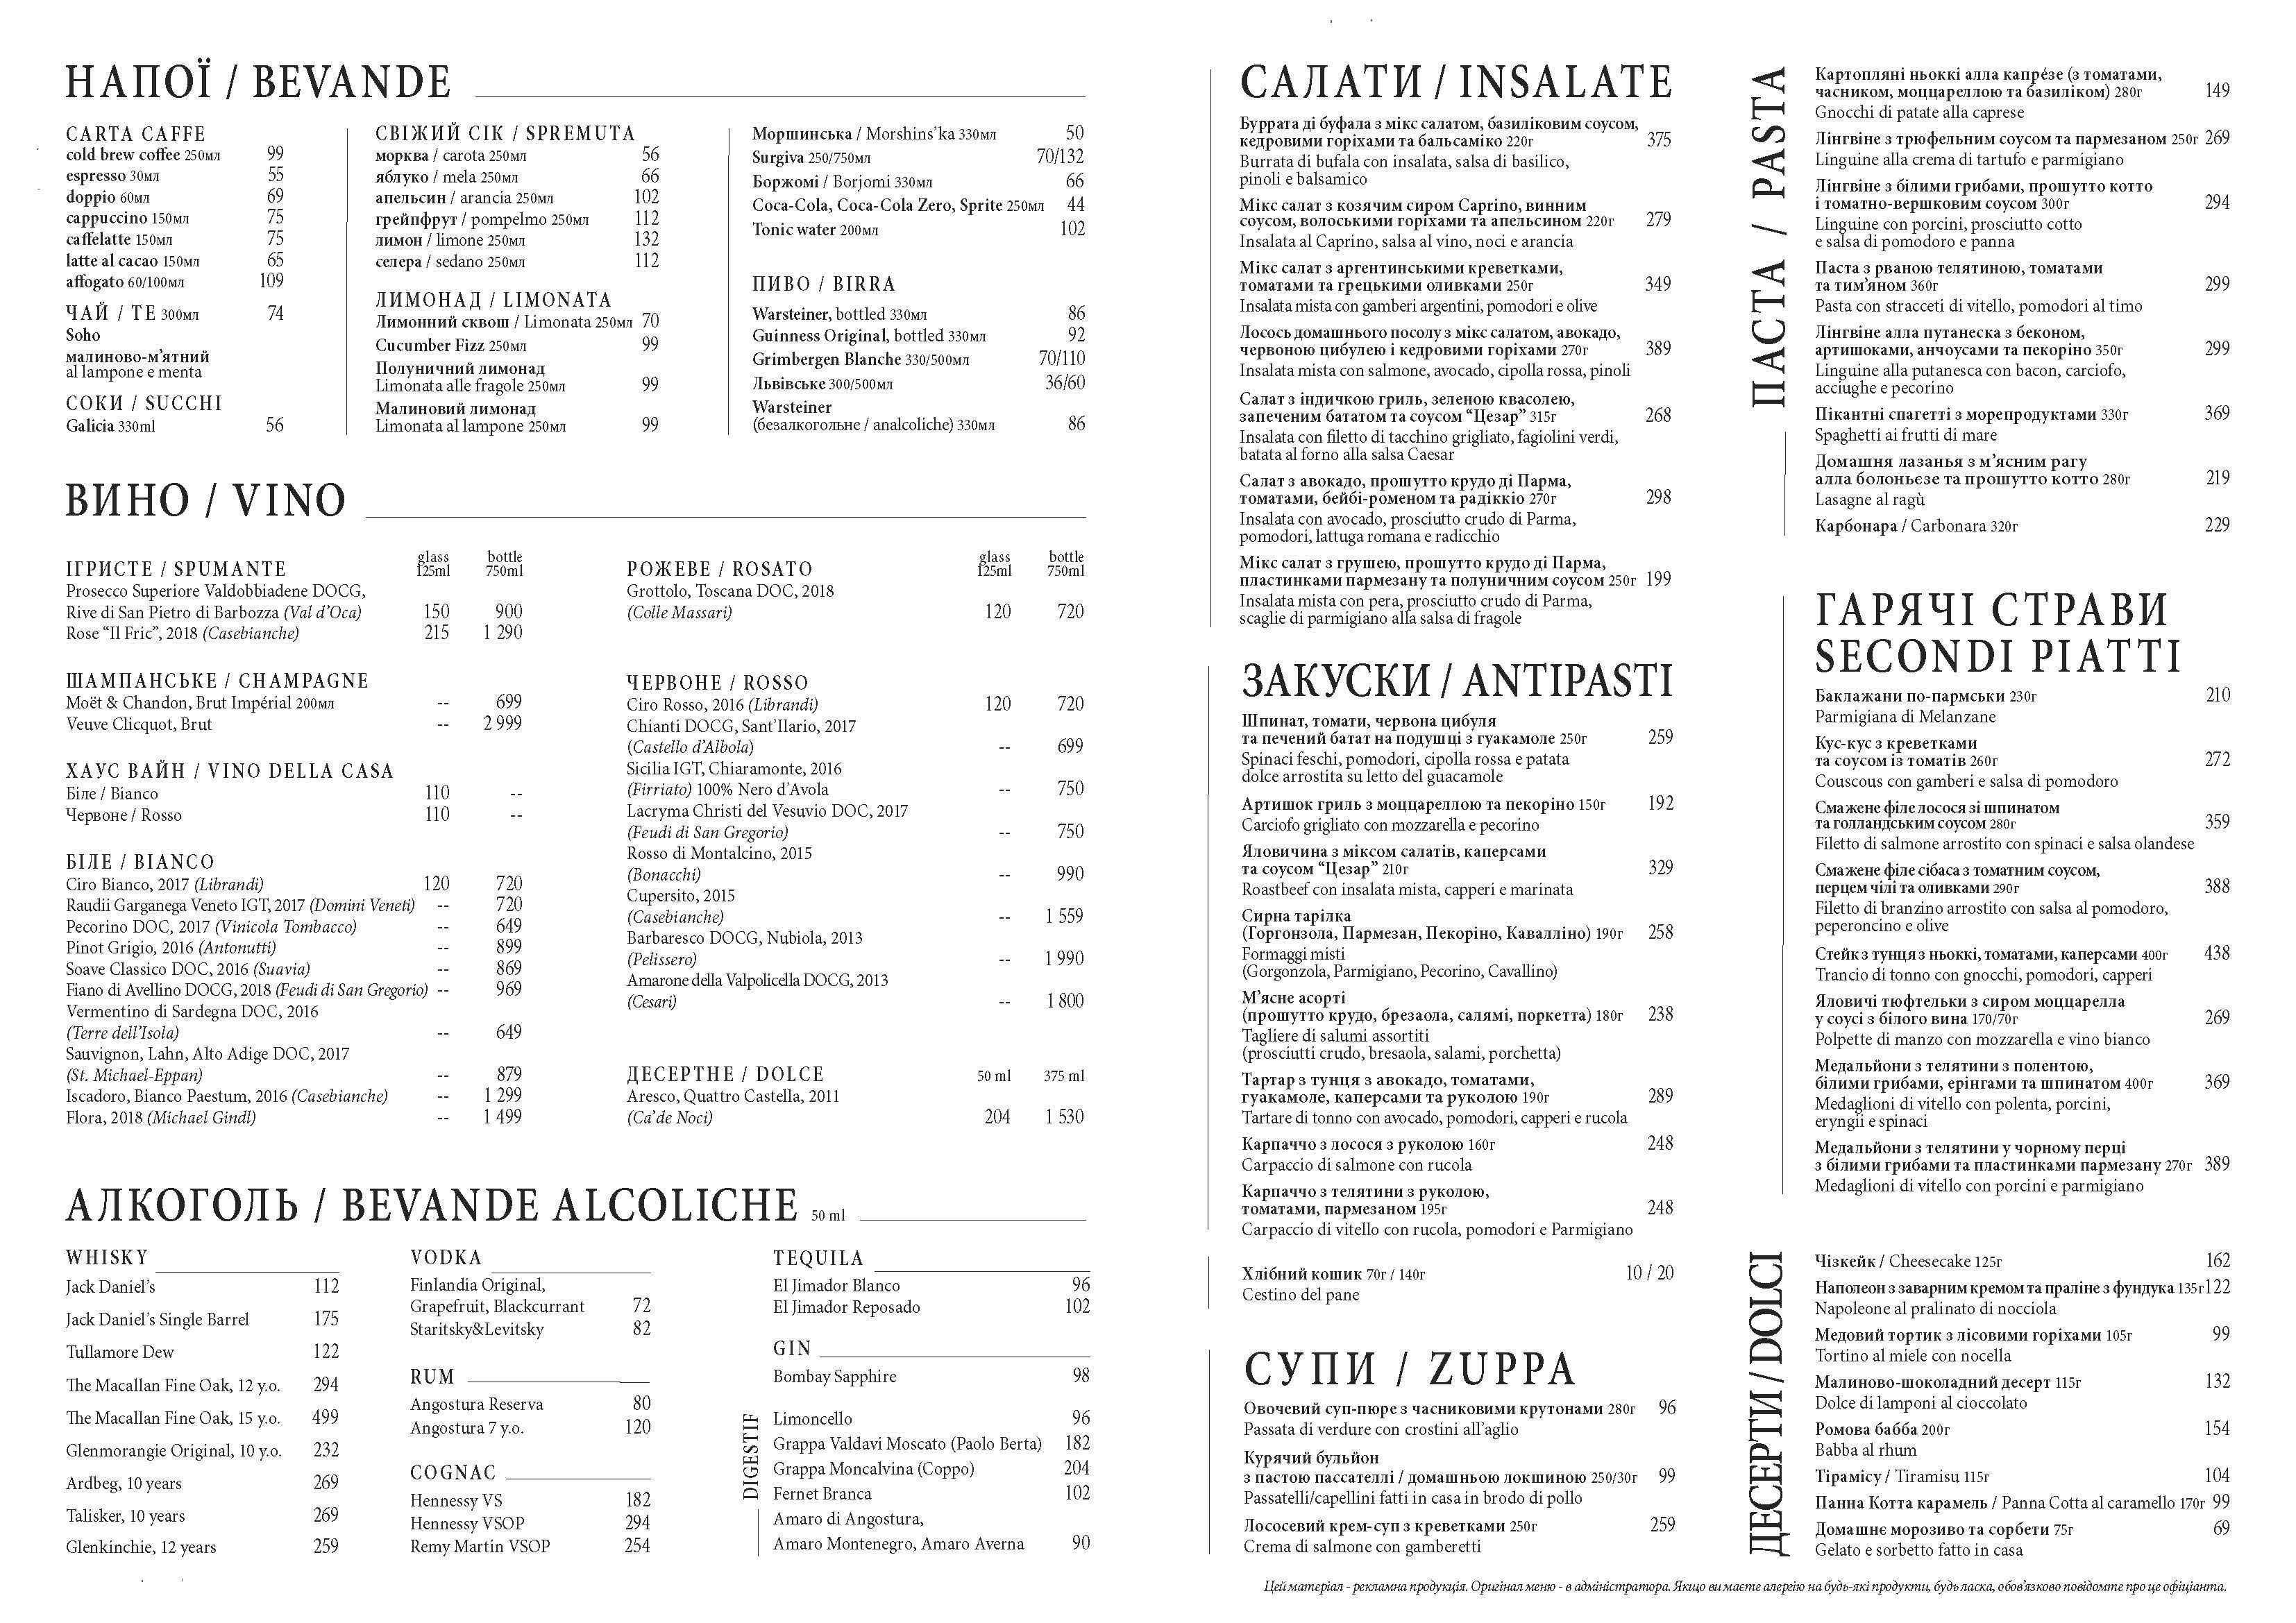 НАПОЇ / BEVANDE
CARTA CAFFE
cold brew coffee 250мл 99
espresso 30мл 55
doppio 60мл 69
cappuccino 150мл 75
caffelatte 150мл 75
latte al cacao 150мл 65
affogato 60/100мл 109
ЧАЙ / TE 300мл 74
Soho
малиново-м’ятний
al lampone e menta
СОКИ / SUCCHI
Galicia 330ml 56
СВІЖИЙ СІК / SPREMUTA
морква / carota 250мл 56
яблуко / mela 250мл 66
апельсин / arancia 250мл 102
грейпфрут / pompelmo 250мл 112
лимон / limone 250мл 132
селера / sedano 250мл 112
ЛИМОНАД / LIMONATA
Лимонний сквош / Limonata 250мл 70
Cucumber Fizz 250мл 99
Полуничний лимонад
Limonata alle fragole 250мл 99
Малиновий лимонад
Limonata al lampone 250мл 99
Моршинська / Morshins’ka 330мл 50
Surgiva 250/750мл 70/132
Боржомі / Borjomi 330мл 66
Coca-Cola, Coca-Cola Zero, Sprite 250мл 44
Tonic water 200мл 102
ПИВО / BIRRA
Warsteiner, bottled 330мл 86
Guinness Original, bottled 330мл 92
Grimbergen Blanche 330/500мл 70/110
Львівське 300/500мл 36/60
Warsteiner
(безалкогольне / analcoliche) 330мл 86
ВИНО / VINO
glass bottle
ІГРИСТЕ / SPUMANTE 125ml 750ml
Prosecco Superiore Valdobbiadene DOCG,
Rive di San Pietro di Barbozza (Val d’Oca) 150 900
Rose “Il Fric”, 2018 (Casebianche) 215 1 290
ШАМПАНСЬКЕ / CHAMPAGNE
Moët & Chandon, Brut Impérial 200мл -- 699
Veuve Clicquot, Brut -- 2 999
ХАУС ВАЙН / VINO DELLA CASA
Біле / Bianco 110 --
Червоне / Rosso 110 --
БІЛЕ / BIANCO
Ciro Bianco, 2017 (Librandi) 120 720
Raudii Garganega Veneto IGT, 2017 (Domini Veneti) -- 720
Pecorino DOC, 2017 (Vinicola Tombacco) -- 649
Pinot Grigio, 2016 (Antonutti) -- 899
Soave Classico DOC, 2016 (Suavia) -- 869
Fiano di Avellino DOCG, 2018 (Feudi di San Gregorio) -- 969
Vermentino di Sardegna DOC, 2016
(Terre dell’Isola) -- 649
Sauvignon, Lahn, Alto Adige DOC, 2017
(St. Michael-Eppan) -- 879
Iscadoro, Bianco Paestum, 2016 (Casebianche) -- 1 299
Flora, 2018 (Michael Gindl) -- 1 499
glass bottle
РОЖЕВЕ / ROSATO 125ml 750ml
Grottolo, Toscana DOC, 2018
(Colle Massari) 120 720
ЧЕРВОНЕ / ROSSO
Ciro Rosso, 2016 (Librandi) 120 720
Chianti DOCG, Sant’Ilario, 2017
(Castello d’Albola) -- 699
Sicilia IGT, Chiaramonte, 2016
(Firriato) 100% Nero d’Avola -- 750
Lacryma Christi del Vesuvio DOC, 2017
(Feudi di San Gregorio) -- 750
Rosso di Montalcino, 2015
(Bonacchi) -- 990
Cupersito, 2015
(Casebianche) -- 1 559
Barbaresco DOCG, Nubiola, 2013
(Pelissero) -- 1 990
Amarone della Valpolicella DOCG, 2013
(Cesari) -- 1 800
ДЕСЕРТНЕ / DOLCE 50 ml 375 ml
Aresco, Quattro Castella, 2011
(Ca’de Noci) 204 1 530
АЛКОГОЛЬ / BEVANDE ALCOLICHE 50 ml
WHISKY
Jack Daniel’s 112
Jack Daniel’s Single Barrel 175
Tullamore Dew 122
The Macallan Fine Oak, 12 y.o. 294
The Macallan Fine Oak, 15 y.o. 499
Glenmorangie Original, 10 y.o. 232
Ardbeg, 10 years 269
Talisker, 10 years 269
Glenkinchie, 12 years 259
VODKA
Finlandia Original,
Grapefruit, Blackcurrant 72
Staritsky&Levitsky 82
RUM
Angostura Reserva 80
Angostura 7 y.o. 120
COGNAC
Hennessy VS 182
Hennessy VSOP 294
Remy Martin VSOP 254
TEQUILA
El Jimador Blanco 96
El Jimador Reposado 102
GIN
Bombay Sapphire 98
DIGESTIF
Limoncello 96
Grappa Valdavi Moscato (Paolo Berta) 182
Grappa Moncalvina (Coppo) 204
Fernet Branca 102
Amaro di Angostura,
Amaro Montenegro, Amaro Averna 90
САЛАТИ / INSALATE
Буррата ді буфала з мікс салатом, базиліковим соусом,
кедровими горіхами та бальсаміко 220г 375
Burrata di bufala con insalata, salsa di basilico,
pinoli e balsamico
Мікс салат з козячим сиром Caprino, винним
соусом, волоськими горіхами та апельсином 220г 279
Insalata al Caprino, salsa al vino, noci e arancia
Мікс салат з аргентинськими креветками,
томатами та грецькими оливками 250г 349
Insalata mista con gamberi argentini, pomodori e olive
Лосось домашнього посолу з мікс салатом, авокадо,
червоною цибулею і кедровими горіхами 270г 389
Insalata mista con salmone, avocado, cipolla rossa, pinoli
Салат з індичкою гриль, зеленою квасолею,
запеченим бататом та соусом “Цезар” 315г 268
Insalata con filetto di tacchino grigliato, fagiolini verdi,
batata al forno alla salsa Caesar
Салат з авокадо, прошутто крудо ді Парма,
томатами, бейбі-роменом та радіккіо 270г 298
Insalata con avocado, prosciutto crudo di Parma,
pomodori, lattuga romana e radicchio
Мікс салат з грушею, прошутто крудо ді Парма,
пластинками пармезану та полуничним соусом 250г 199
Insalata mista con pera, prosciutto crudo di Parma,
scaglie di parmigiano alla salsa di fragole
ЗАКУСКИ / ANTIPASTI
Шпинат, томати, червона цибуля
та печений батат на подушці з гуакамоле 250г 259
Spinaci feschi, pomodori, cipolla rossa e patata
dolce arrostita su letto del guacamole
Артишок гриль з моццареллою та пекоріно 150г 192
Carciofo grigliato con mozzarella e pecorino
Яловичина з міксом салатів, каперсами
та соусом “Цезар” 210г 329
Roastbeef con insalata mista, capperi e marinata
Сирна тарілка
(Горгонзола, Пармезан, Пекоріно, Кавалліно) 190г 258
Formaggi misti
(Gorgonzola, Parmigiano, Pecorino, Cavallino)
М’ясне асорті
(прошутто крудо, брезаола, салямі, поркетта) 180г 238
Tagliere di salumi assortiti
(prosciutti crudo, bresaola, salami, porchetta)
Тартар з тунця з авокадо, томатами,
гуакамоле, каперсами та руколою 190г 289
Tartare di tonno con avocado, pomodori, capperi e rucola
Карпаччо з лосося з руколою 160г 248
Carpaccio di salmone con rucola
Карпаччо з телятини з руколою,
томатами, пармезаном 195г 248
Carpaccio di vitello con rucola, pomodori e Parmigiano
Хлібний кошик 70г / 140г 10 / 20
Cestino del pane
СУПИ / ZUPPA
Овочевий суп-пюре з часниковими крутонами 280г 96
Passata di verdure con crostini all’aglio
Курячий бульйон
з пастою пассателлі / домашньою локшиною 250/30г 99
Passatelli/capellini fatti in casa in brodo di pollo
Лососевий крем-суп з креветками 250г 259
Crema di salmone con gamberetti
ПАСТА / PASTA
Картопляні ньоккі алла капрéзе (з томатами,
часником, моццареллою та базиліком) 280г 149
Gnocchi di patate alla caprese
Лінгвіне з трюфельним соусом та пармезаном 250г 269
Linguine alla crema di tartufo e parmigiano
Лінгвіне з білими грибами, прошутто котто
і томатно-вершковим соусом 300г 294
Linguine con porcini, prosciutto cotto
e salsa di pomodoro e panna
Паста з рваною телятиною, томатами
та тим’яном 360г 299
Pasta con stracceti di vitello, pomodori al timo
Лінгвіне алла путанеска з беконом,
артишоками, анчоусами та пекоріно 350г 299
Linguine alla putanesca con bacon, carciofo,
acciughe e pecorino
Пікантні спагетті з морепродуктами 330г 369
Spaghetti ai frutti di mare
Домашня лазанья з м’ясним рагу
алла болоньєзе та прошутто котто 280г 219
Lasagne al ragù
Карбонара / Carbonara 320г 229
ГАРЯЧІ СТРАВИ
SECONDI PIATTI
Баклажани по-пармськи 230г 210
Parmigiana di Melanzane
Кус-кус з креветками
та соусом із томатів 260г 272
Couscous con gamberi e salsa di pomodoro
Смажене філе лосося зі шпинатом
та голландським соусом 280г 359
Filetto di salmone arrostito con spinaci e salsa olandese
Смажене філе сібаса з томатним соусом,
перцем чілі та оливками 290г 388
Filetto di branzino arrostito con salsa al pomodoro,
peperoncino e olive
Стейк з тунця з ньоккі, томатами, каперсами 400г 438
Trancio di tonno con gnocchi, pomodori, capperi
Яловичі тюфтельки з сиром моццарелла
у соусі з білого вина 170/70г 269
Polpette di manzo con mozzarella e vino bianco
Медальйони з телятини з полентою,
білими грибами, ерінгами та шпинатом 400г 369
Medaglioni di vitello con polenta, porcini,
eryngii e spinaci
Медальйони з телятини у чорному перці
з білими грибами та пластинками пармезану 270г 389
Medaglioni di vitello con porcini e parmigiano
ДЕСЕРТИ / DOLCI
Чізкейк / Cheesecake 125г 162
Наполеон з заварним кремом та праліне з фундука 135г 122
Napoleone al pralinato di nocciola
Медовий тортик з лісовими горіхами 105г 99
Tortino al miele con nocella
Малиново-шоколадний десерт 115г 132
Dolce di lamponi al cioccolato
Ромова бабба 200г 154
Babba al rhum
Тірамісу / Tiramisu 115г 104
Панна Котта карамель / Panna Cotta al caramello 170г 99
Домашнє морозиво та сорбети 75г 69
Gelato e sorbetto fatto in casa
Цей матеріал - рекламна продукція. Оригінал меню - в адміністратора. Якщо ви маєте алергію на будь-які продукти, будь ласка, обов’язково повідомте про це офіціанта.